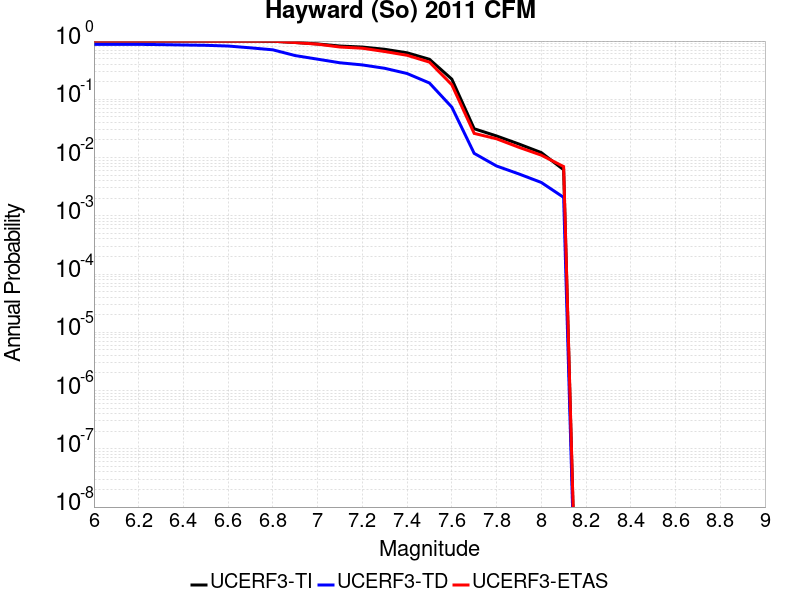 Hayward (So) 2011 CFM
10^0
10^-1
10^-2
10^-3
10^-4
10^-5
10^-6
10^-7
10^-8
Annual Probability
6 6.2 6.4 6.6 6.8 7 7.2 7.4 7.6 7.8 8 8.2 8.4 8.6 8.8 9
Magnitude
UCERF3-TI UCERF3-TD UCERF3-ETAS